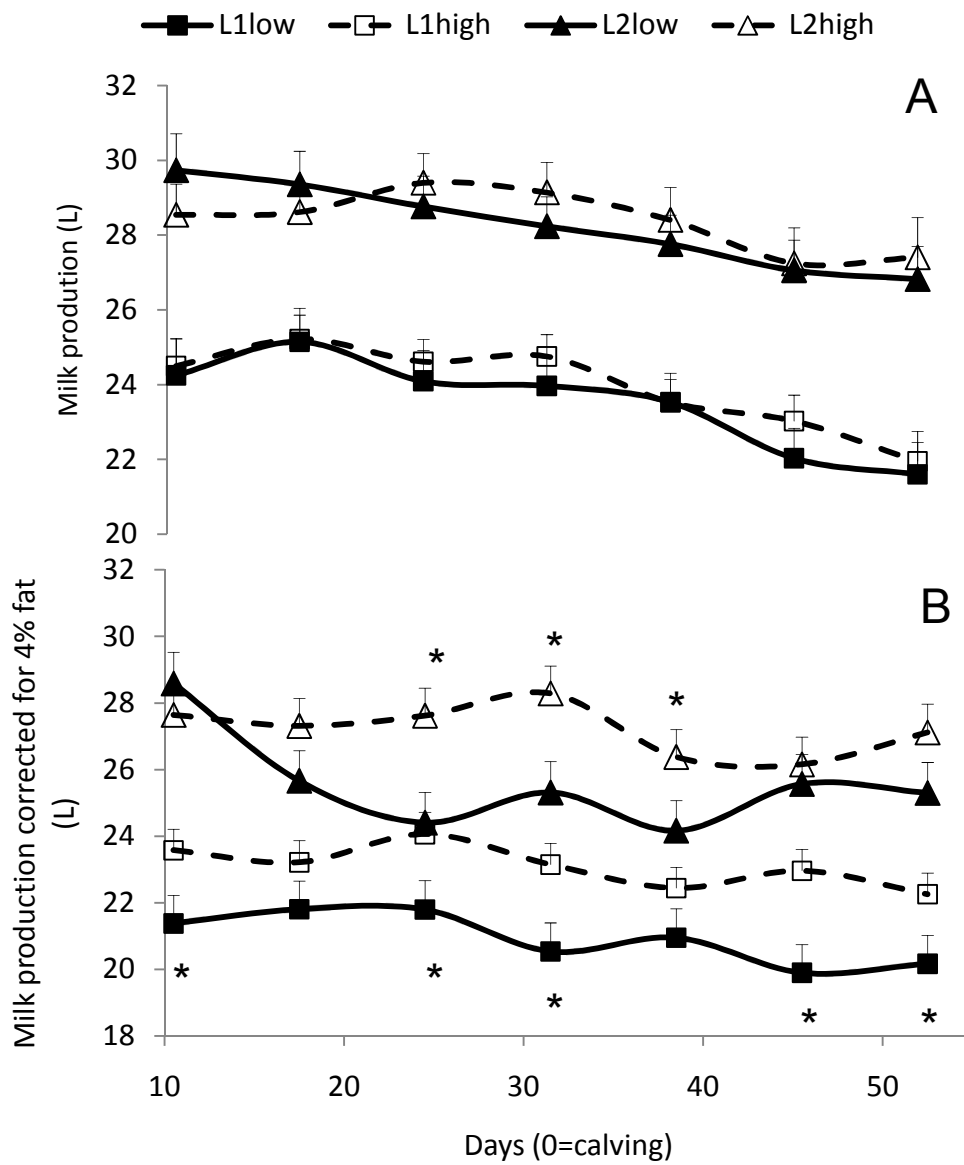 L1low L1high L2low L2high
A
32
30
28
26
24
22
20
Milk prodution (L)
B
32
30
28
26
24
22
20
18
Milk production corrected for 4% fat
(L)
* * *
* * * * *
10 20 30 40 50
Days (0=calving)